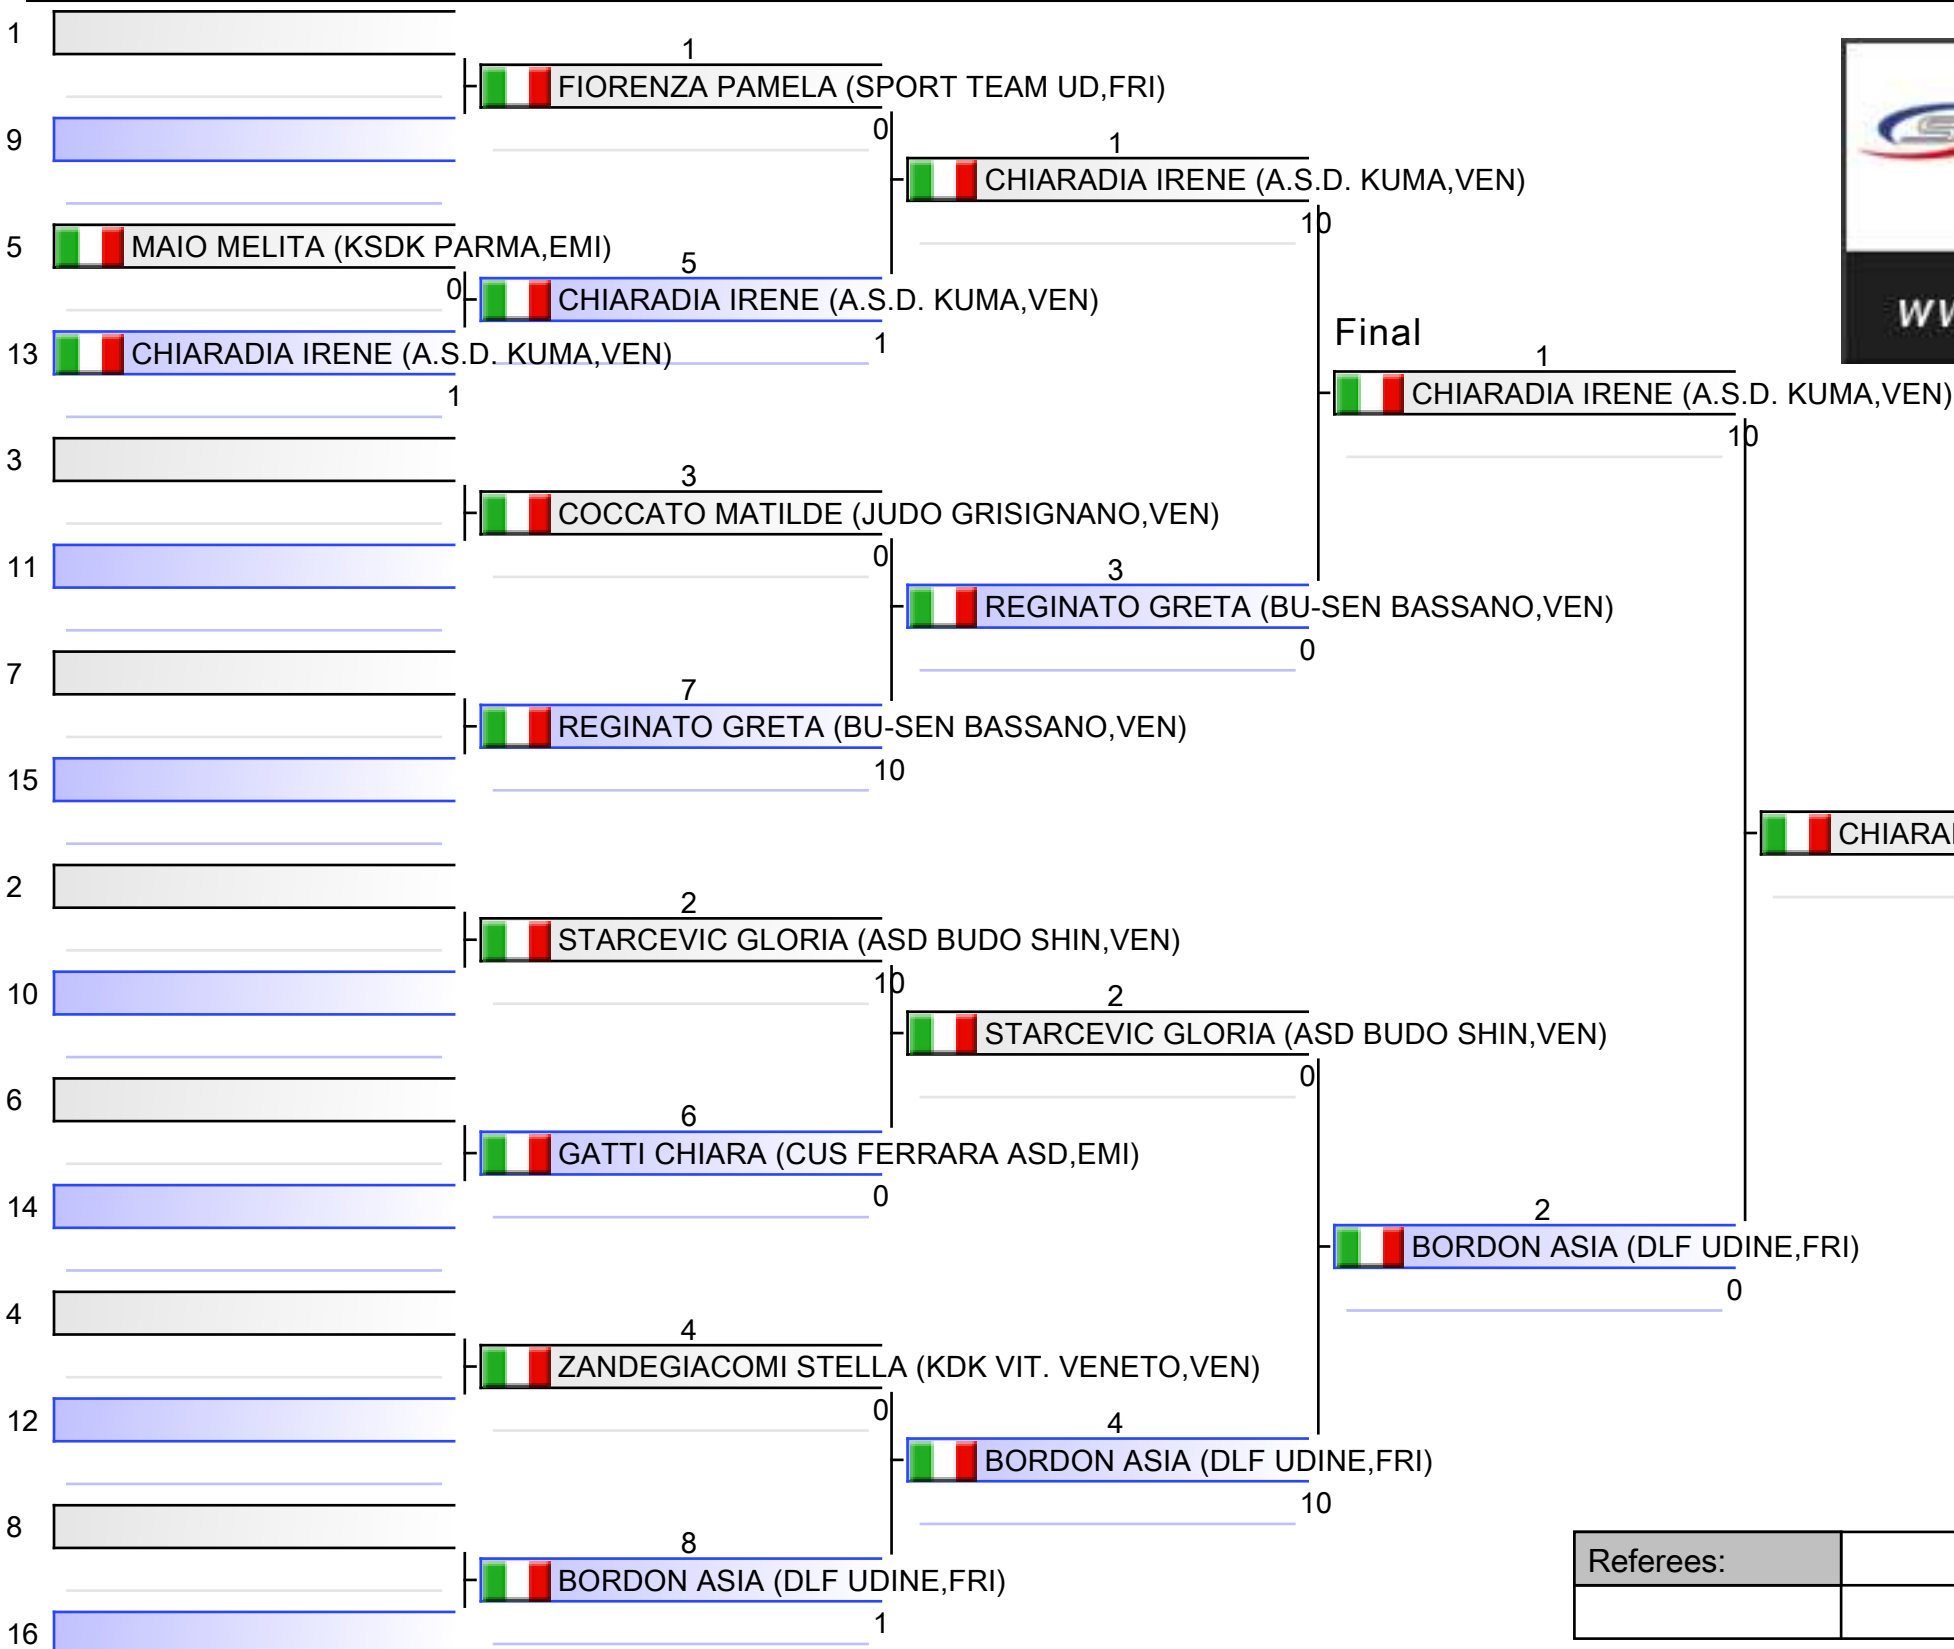 1
1
FIORENZA PAMELA (SPORT TEAM UD,FRI)
0
9
1
CHIARADIA IRENE (A.S.D. KUMA,VEN)
10
5
MAIO MELITA (KSDK PARMA,EMI)
0
5
CHIARADIA IRENE (A.S.D. KUMA,VEN)
1
13
CHIARADIA IRENE (A.S.D. KUMA,VEN)
1
Final
1
CHIARADIA IRENE (A.S.D. KUMA,VEN)
10
3
3
COCCATO MATILDE (JUDO GRISIGNANO,VEN)
0
11
3
REGINATO GRETA (BU-SEN BASSANO,VEN)
0
7
7
REGINATO GRETA (BU-SEN BASSANO,VEN)
10
15
CHIARA
2
2
STARCEVIC GLORIA (ASD BUDO SHIN,VEN)
10
10
2
STARCEVIC GLORIA (ASD BUDO SHIN,VEN)
0
6
6
GATTI CHIARA (CUS FERRARA ASD,EMI)
0
14
2
BORDON ASIA (DLF UDINE,FRI)
0
4
4
ZANDEGIACOMI STELLA (KDK VIT. VENETO,VEN)
0
12
4
BORDON ASIA (DLF UDINE,FRI)
10
8
8
BORDON ASIA (DLF UDINE,FRI)
1
16
Referees: